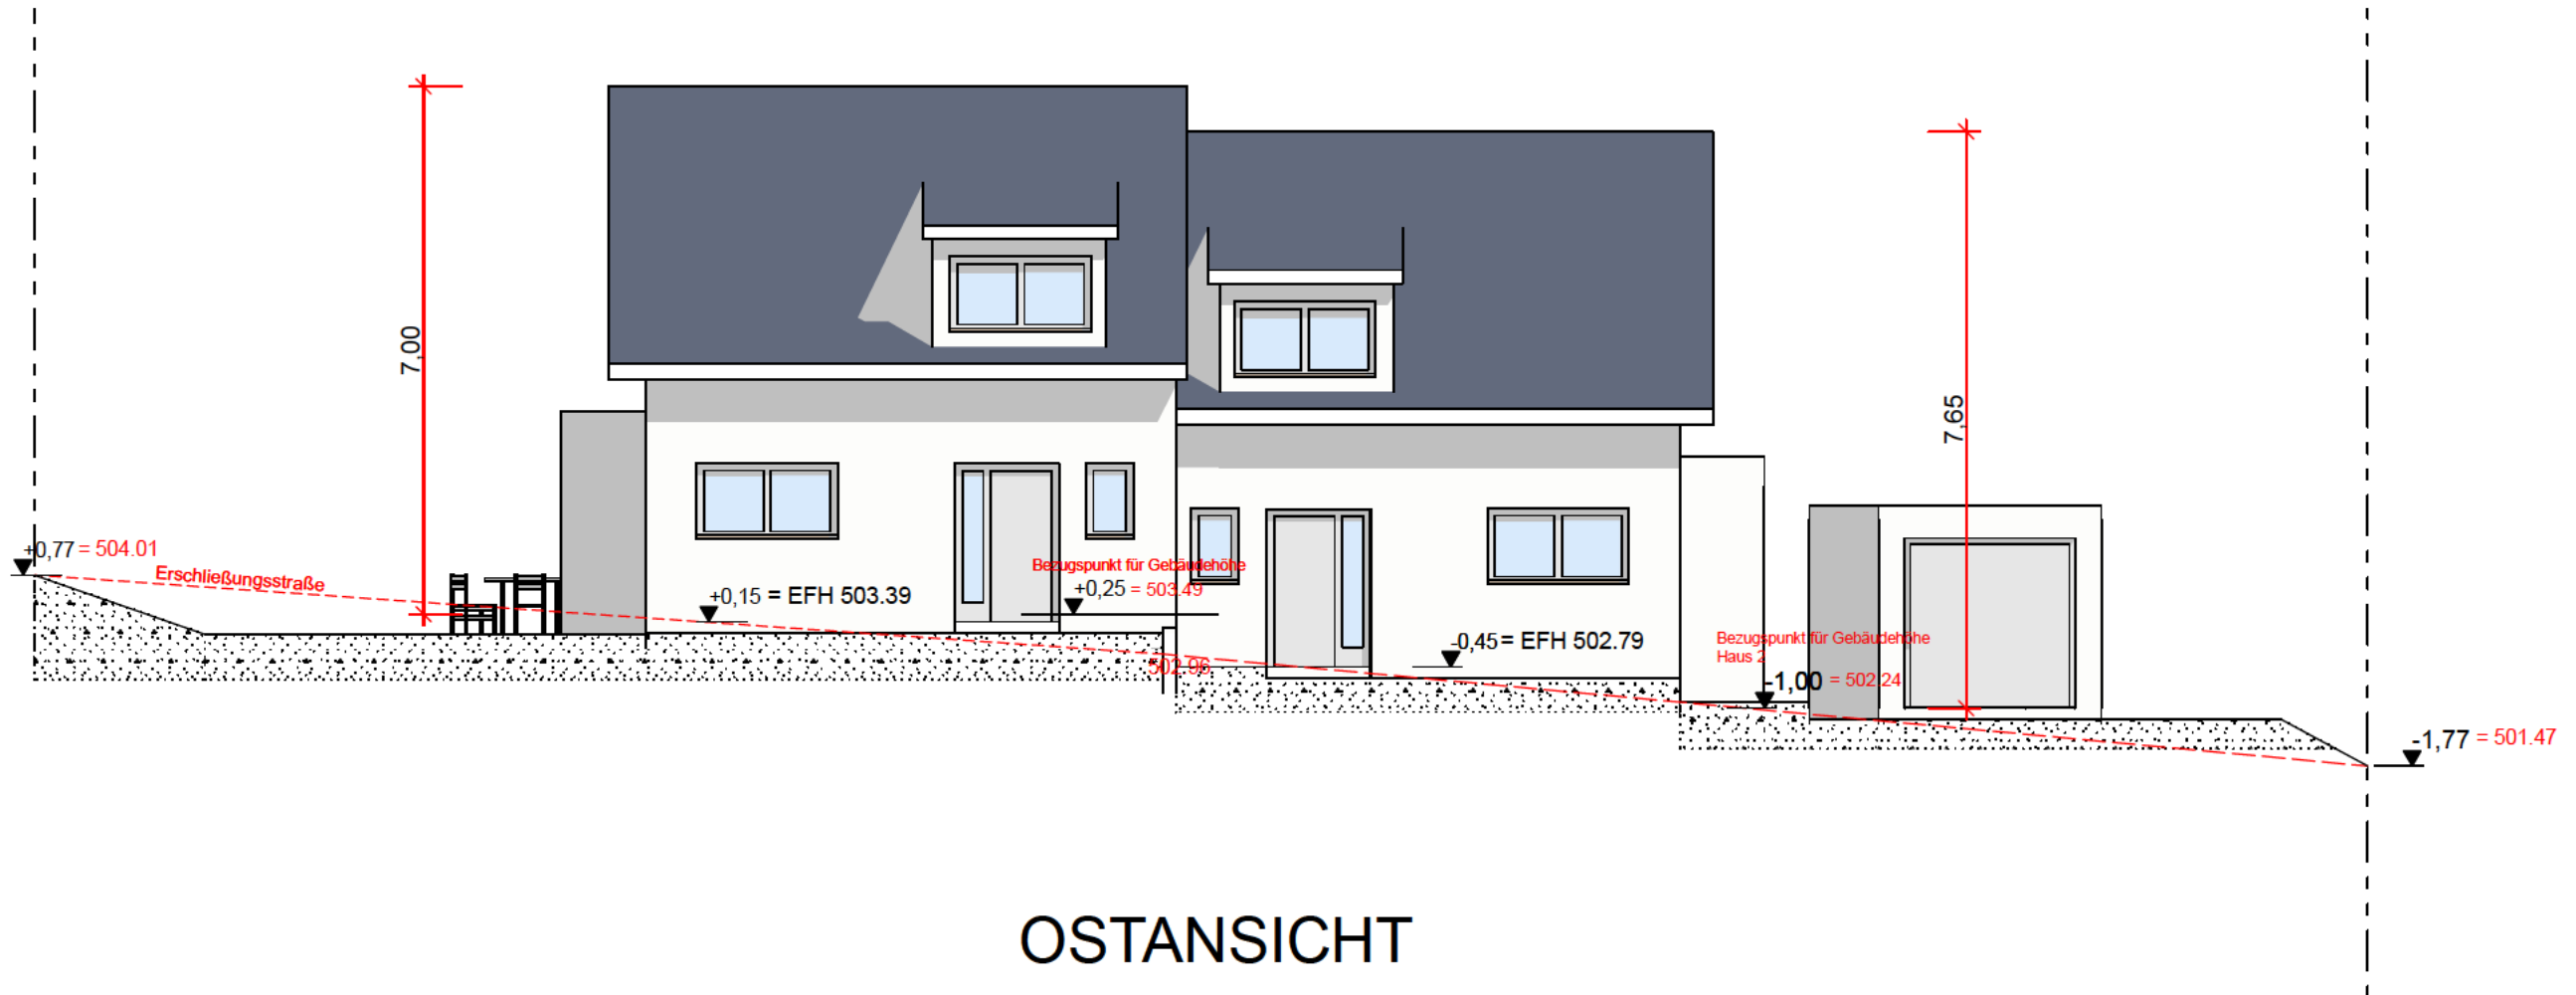 7,00
7,65
+0,77 = 504.01
Erschließungsstraße
Bezugspunkt für Gebäudehöhe
+0,15 = EFH 503.39
+0,25 = 503.49
502.96
-0,45 = EFH 502.79
Bezugspunkt für Gebäudehöhe
Haus 2
-1,00 = 502.24
-1,77 = 501.47
OSTANSICHT